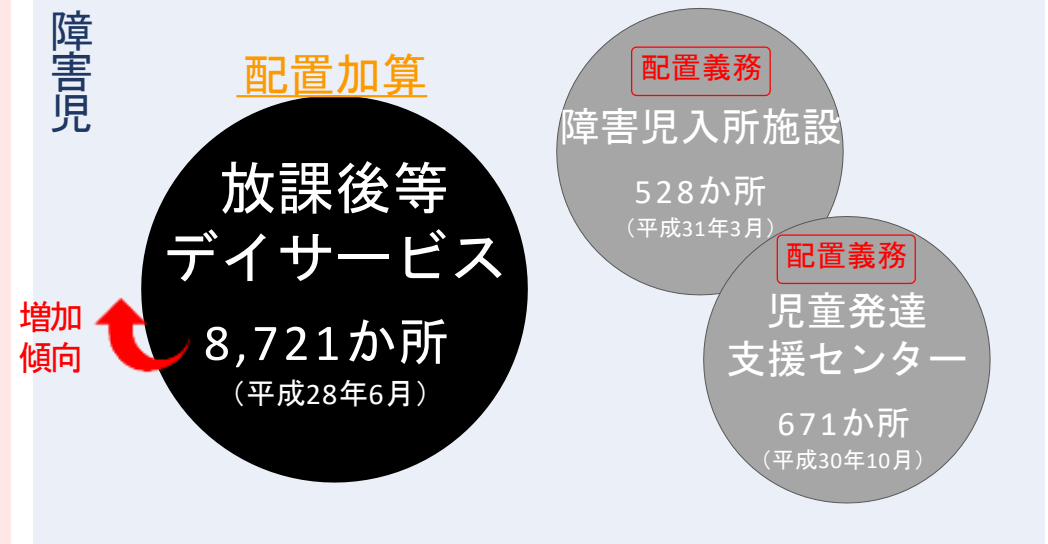 障害児
配置加算
放課後等
デイサービス
8,721か所
（平成28年6月）
増加
傾向
配置義務
障害児入所施設
528か所
（平成31年3月）
配置義務
児童発達
支援センター
671か所
（平成30年10月）